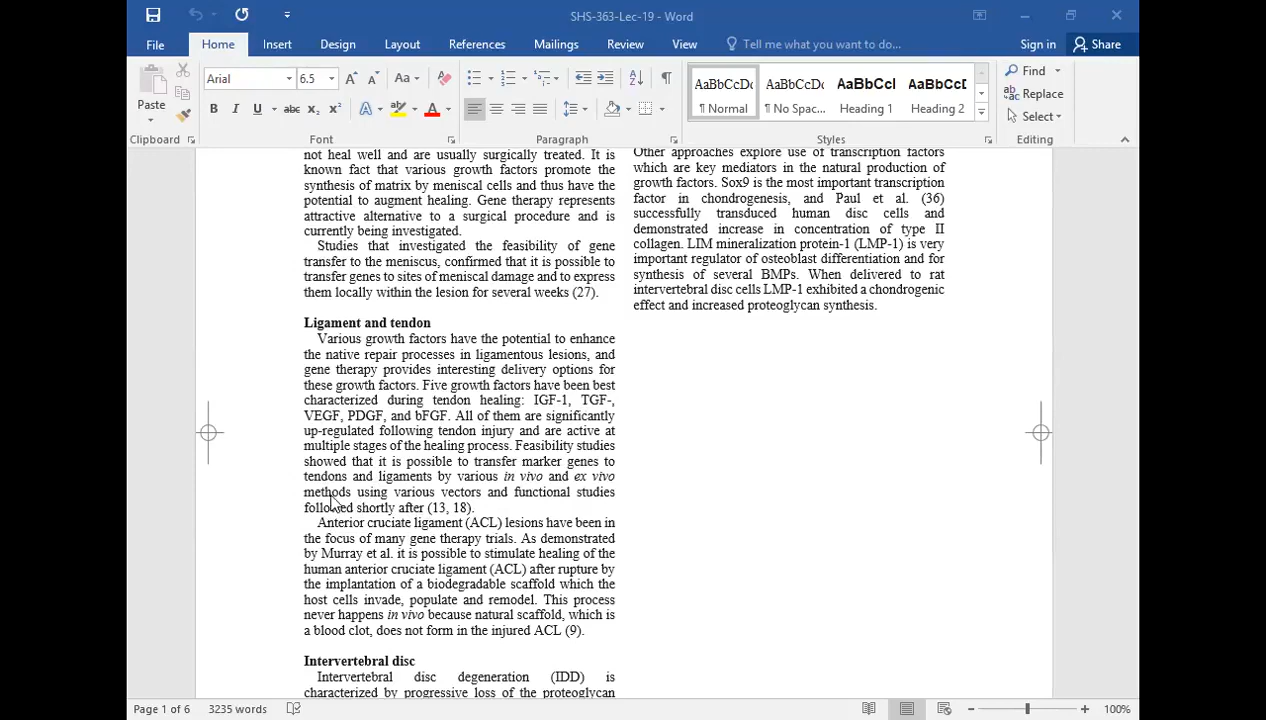 SHS-363-Lec-19 - Word
File Home Insert Design Layout References Mailings Review View Tell me what you want to do... Sign in Share
Paste
Arial 6.5
Find
Replace
Select
AaBbCcDc AaBbCcDc AaBbCcI AaBbCcD
¶ Normal ¶ No Spac... Heading 1 Heading 2
Clipboard Font Paragraph Styles Editing
not heal well and are usually surgically treated. It is
known fact that various growth factors promote the
synthesis of matrix by meniscal cells and thus have the
potential to augment healing. Gene therapy represents
attractive alternative to a surgical procedure and is
currently being investigated.
Studies that investigated the feasibility of gene
transfer to the meniscus, confirmed that it is possible to
transfer genes to sites of meniscal damage and to express
them locally within the lesion for several weeks (27).
Ligament and tendon
Various growth factors have the potential to enhance
the native repair processes in ligamentous lesions, and
gene therapy provides interesting delivery options for
these growth factors. Five growth factors have been best
characterized during tendon healing: IGF-1, TGF-,
VEGF, PDGF, and bFGF. All of them are significantly
up-regulated following tendon injury and are active at
multiple stages of the healing process. Feasibility studies
showed that it is possible to transfer marker genes to
tendons and ligaments by various in vivo and ex vivo
methods using various vectors and functional studies
followed shortly after (13, 18).
Anterior cruciate ligament (ACL) lesions have been in
the focus of many gene therapy trials. As demonstrated
by Murray et al. it is possible to stimulate healing of the
human anterior cruciate ligament (ACL) after rupture by
the implantation of a biodegradable scaffold which the
host cells invade, populate and remodel. This process
never happens in vivo because natural scaffold, which is
a blood clot, does not form in the injured ACL (9).
Intervertebral disc
Intervertebral disc degeneration (IDD) is
characterized by progressive loss of the proteoglycan
Other approaches explore use of transcription factors
which are key mediators in the natural production of
growth factors. Sox9 is the most important transcription
factor in chondrogenesis, and Paul et al. (36)
successfully transduced human disc cells and
demonstrated increase in concentration of type II
collagen. LIM mineralization protein-1 (LMP-1) is very
important regulator of osteoblast differentiation and for
synthesis of several BMPs. When delivered to rat
intervertebral disc cells LMP-1 exhibited a chondrogenic
effect and increased proteoglycan synthesis.
Page 1 of 6 3235 words 100%